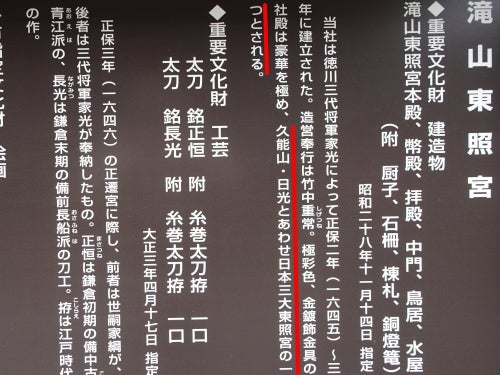 滝山東照宮
◆重要文化財 建造物
滝山東照宮本殿、幣殿、拝殿、中門、鳥居、水屋
(附 厨子、石柵、棟札、銅燈篭)
昭和二十八年十一月十四日 指定
当社は徳川三代将軍家光によって正保二年(一六四五)~三
年に建立された。造営奉行は竹中重常。極彩色、金鍍飾金具の
社殿は豪華を極め、久能山・日光とあわせ日本三大東照宮の一
つとされる。
◆重要文化財 工芸
太刀 銘正恒 附 糸巻太刀拵 一口
太刀 銘長光 附 糸巻太刀拵 一口
大正三年四月十七日 指定
正保三年(一六四六)の正遷宮に際し、前者は世嗣家綱が、
後者は三代将軍家光が奉納したもの。正恒は鎌倉初期の備中古
青江派の、長光は鎌倉末期の備前長船派の刀工。拵は江戸時代
の作。